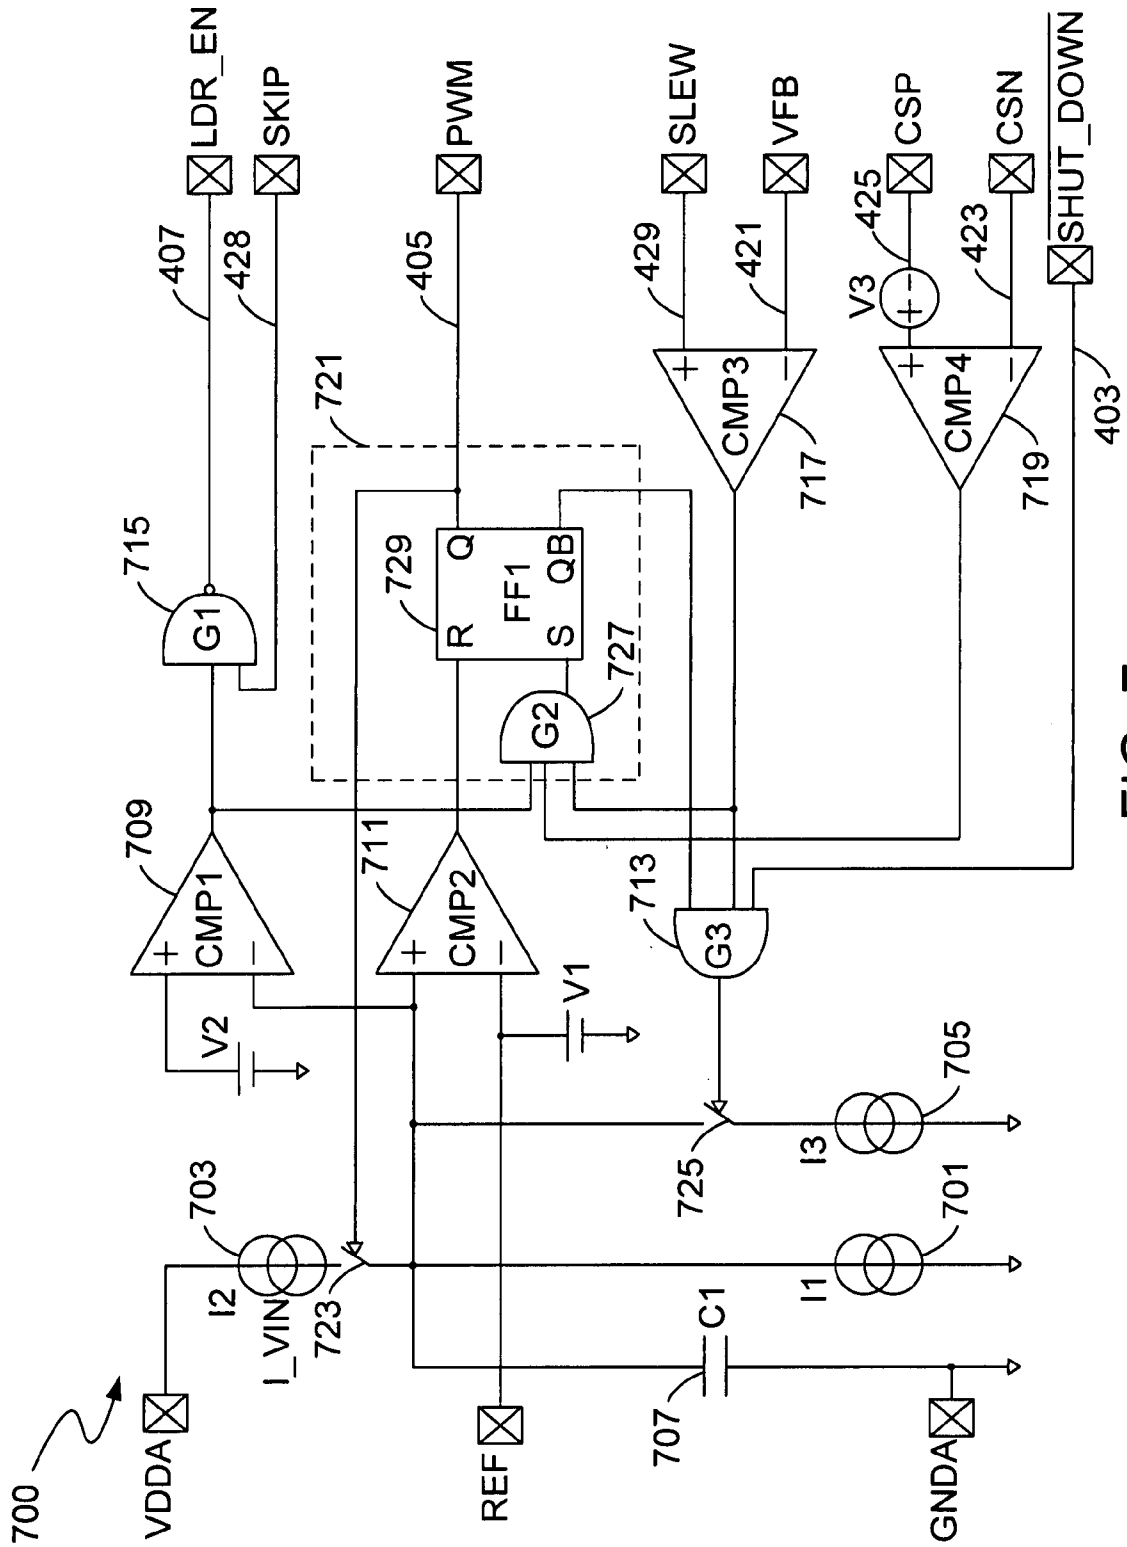 700
VDDA
I2
I_VIN
703
723
REF
707
C1
GNDA
I1
701
725
I3
705
V2
V1
709
CMP1
+
−
711
CMP2
+
−
713
G3
715
G1
721
729
R
Q
FF1
S
QB
G2
727
407
LDR_EN
428
SKIP
405
PWM
429
SLEW
421
VFB
+
−
CMP3
717
V3
+
−
425
CSP
423
CSN
+
−
CMP4
719
403
SHUT_DOWN